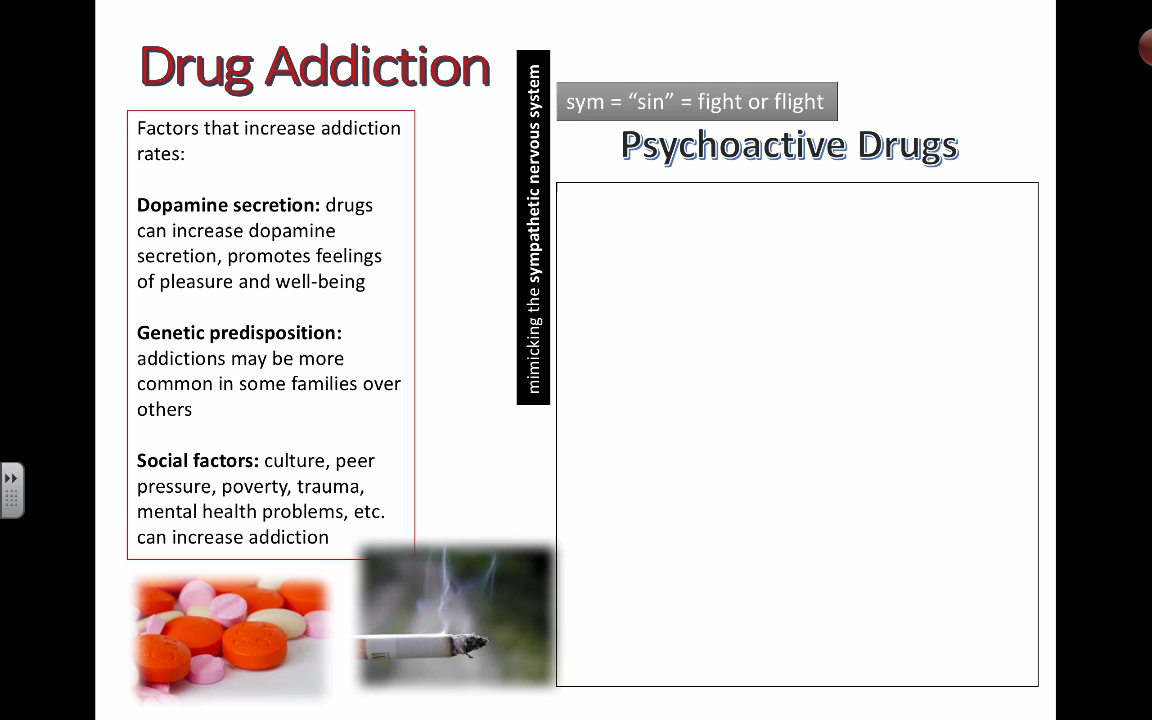 Drug Addiction
Factors that increase addiction
rates:
Dopamine secretion: drugs
can increase dopamine
secretion, promotes feelings
of pleasure and well-being
Genetic predisposition:
addictions may be more
common in some families over
others
Social factors: culture, peer
pressure, poverty, trauma,
mental health problems, etc.
can increase addiction
mimicking the sympathetic nervous system
sym = “sin” = fight or flight
Psychoactive Drugs